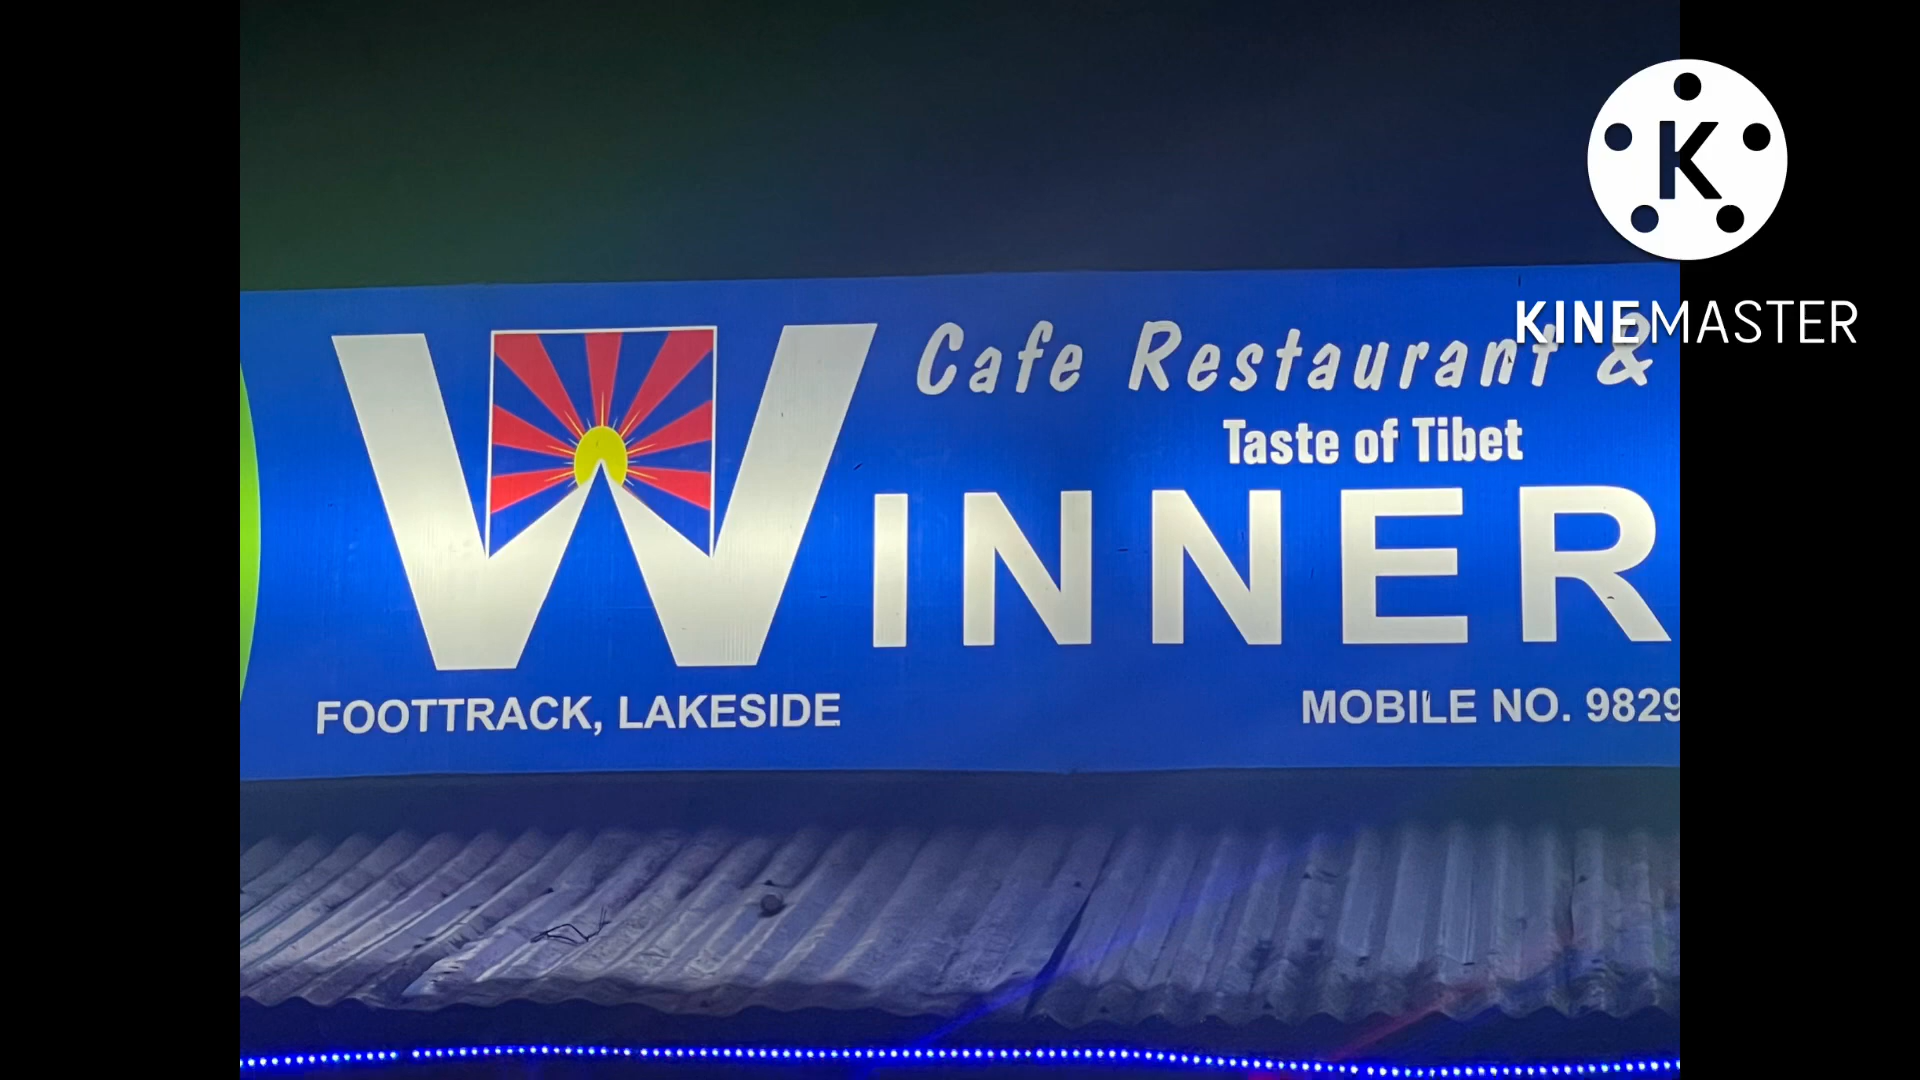 Cafe Restaurant &
Taste of Tibet
WINNER
FOOTTRACK, LAKESIDE
MOBILE NO. 9829
K
KINEMASTER